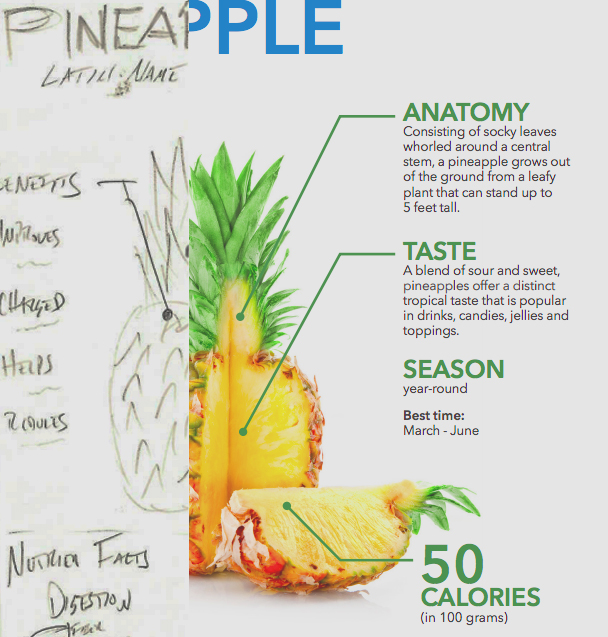 PINEAPPLE
LATIN NAME
ENEFITS
IMPROVES
CHARGED
HELPS
REDUCES
NUTRIEN FACTS
DIGESTION
ANATOMY
Consisting of socky leaves
whorled around a central
stem, a pineapple grows out
of the ground from a leafy
plant that can stand up to
5 feet tall.
TASTE
A blend of sour and sweet,
pineapples offer a distinct
tropical taste that is popular
in drinks, candies, jellies and
toppings.
SEASON
year-round
Best time:
March - June
50
CALORIES
(in 100 grams)